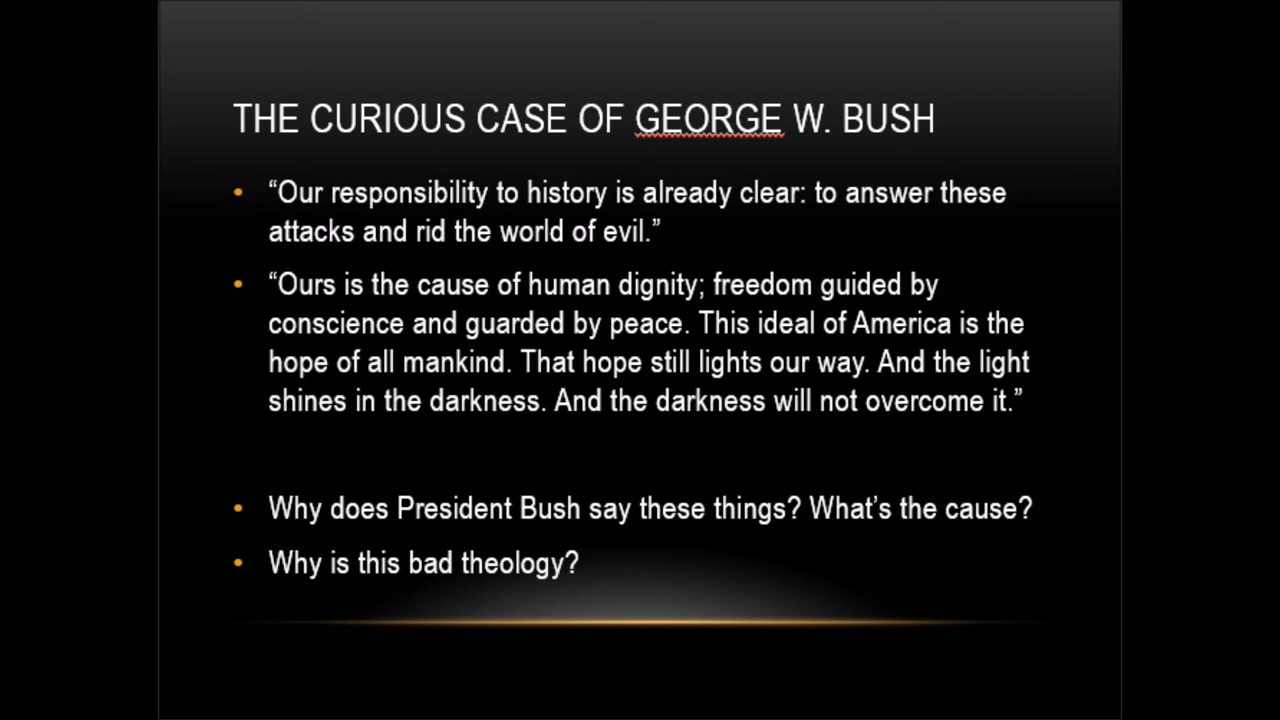 THE CURIOUS CASE OF GEORGE W. BUSH
• “Our responsibility to history is already clear: to answer these
attacks and rid the world of evil.”
• “Ours is the cause of human dignity; freedom guided by
conscience and guarded by peace. This ideal of America is the
hope of all mankind. That hope still lights our way. And the light
shines in the darkness. And the darkness will not overcome it.”
• Why does President Bush say these things? What’s the cause?
• Why is this bad theology?